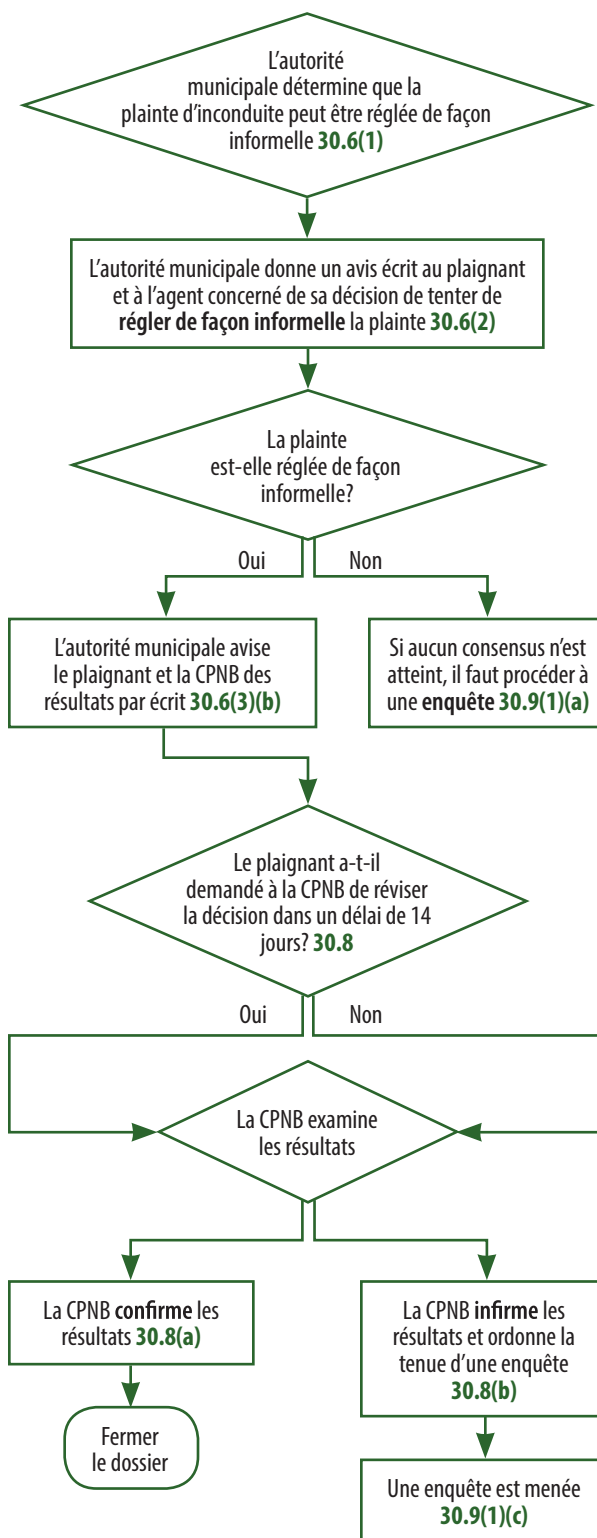 L'autorité
municipale détermine que la
plainte d'inconduite peut être réglée de façon
informelle 30.6(1)
L'autorité municipale donne un avis écrit au plaignant
et à l'agent concerné de sa décision de tenter de
régler de façon informelle la plainte 30.6(2)
La plainte
est-elle réglée de façon
informelle?
Oui
Non
L'autorité municipale avise
le plaignant et la CPNB des
résultats par écrit 30.6(3)(b)
Si aucun consensus n'est
atteint, il faut procéder à
une enquête 30.9(1)(a)
Le plaignant a-t-il
demandé à la CPNB de réviser
la décision dans un délai de 14
jours? 30.8
Oui
Non
La CPNB examine
les résultats
La CPNB confirme les
résultats 30.8(a)
La CPNB infirme les
résultats et ordonne la
tenue d'une enquête
30.8(b)
Fermer
le dossier
Une enquête est menée
30.9(1)(c)